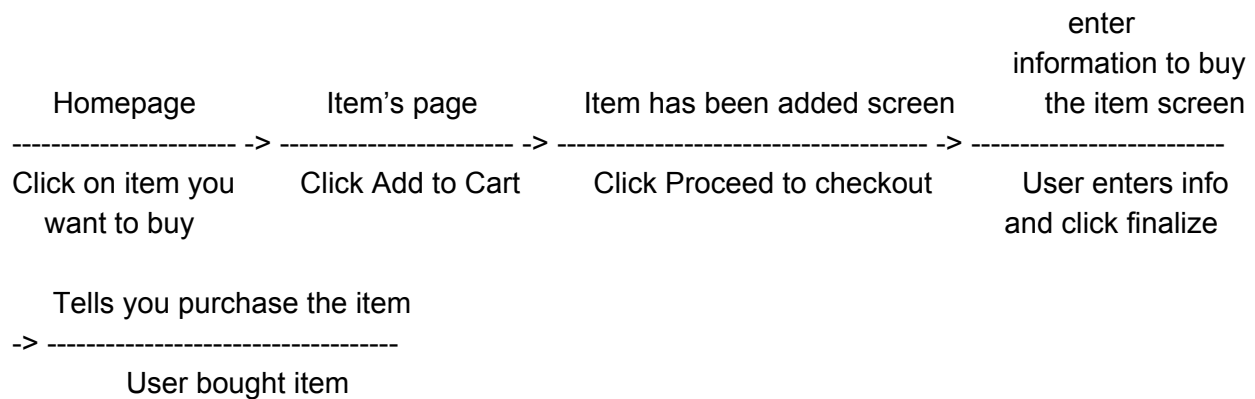 enter
information to buy
Homepage Item's page Item has been added screen the item screen
----------------------- -> ------------------------ -> -------------------------------------- -> --------------------------
Click on item you Click Add to Cart Click Proceed to checkout User enters info
want to buy and click finalize
Tells you purchase the item
-> ------------------------------------
User bought item